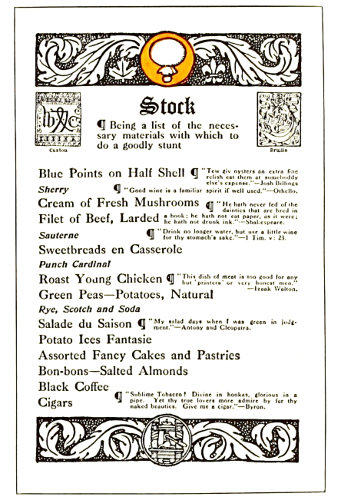 Stock
¶ Being a list of the neces-
sary materials with which to
do a goodly stunt
Caxton
Brulle
Blue Points on Half Shell ¶ "Tew giv oysters an extra fine
relish eat them at someboddy
else's expense."—Josh Billings
Sherry ¶ "Good wine is a familiar spirit if well used."—Othello.
Cream of Fresh Mushrooms ¶ "He hath never fed of the
dainties that are bred in
Filet of Beef, Larded a book; he hath not eat paper, as it were;
he hath not drunk ink."—Shakespeare.
Sauterne ¶ "Drink no longer water, but use a little wine
for thy stomach's sake."—I Tim. v: 23.
Sweetbreads en Casserole
Punch Cardinal
Roast Young Chicken ¶ "This dish of meat is too good for any
but 'printers' or very honest men."
Green Peas—Potatoes, Natural —Izaak Walton.
Rye, Scotch and Soda
Salade du Saison ¶ "My salad days when I was green in judg-
ment."—Antony and Cleopatra.
Potato Ices Fantasie
Assorted Fancy Cakes and Pastries
Bon-bons—Salted Almonds
Black Coffee
Cigars ¶ "Sublime Tobacco! Divine in hookas, glorious in a
pipe. Yet thy true lovers more admire by far thy
naked beauties. Give me a cigar."—Byron.